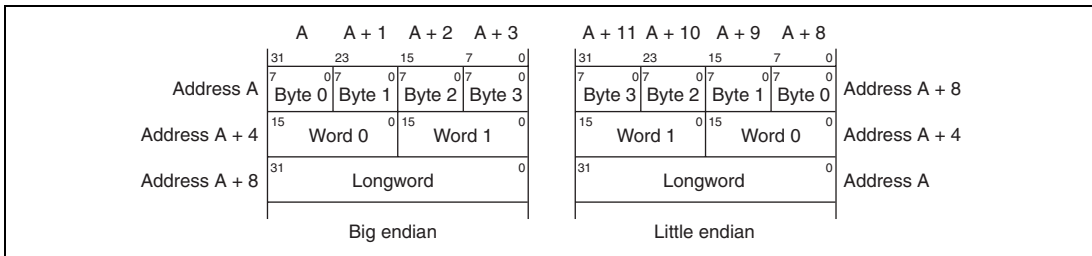 A A + 1 A + 2 A + 3 A + 11 A + 10 A + 9 A + 8
31 23 15 7 0 31 23 15 7 0
7 0 7 0 7 0 7 0 7 0 7 0 7 0 7 0
Address A Byte 0 Byte 1 Byte 2 Byte 3 Byte 3 Byte 2 Byte 1 Byte 0 Address A + 8
15 0 15 0 15 0 15 0
Address A + 4 Word 0 Word 1 Word 1 Word 0 Address A + 4
31 0 31 0
Address A + 8 Longword Longword Address A
Big endian Little endian